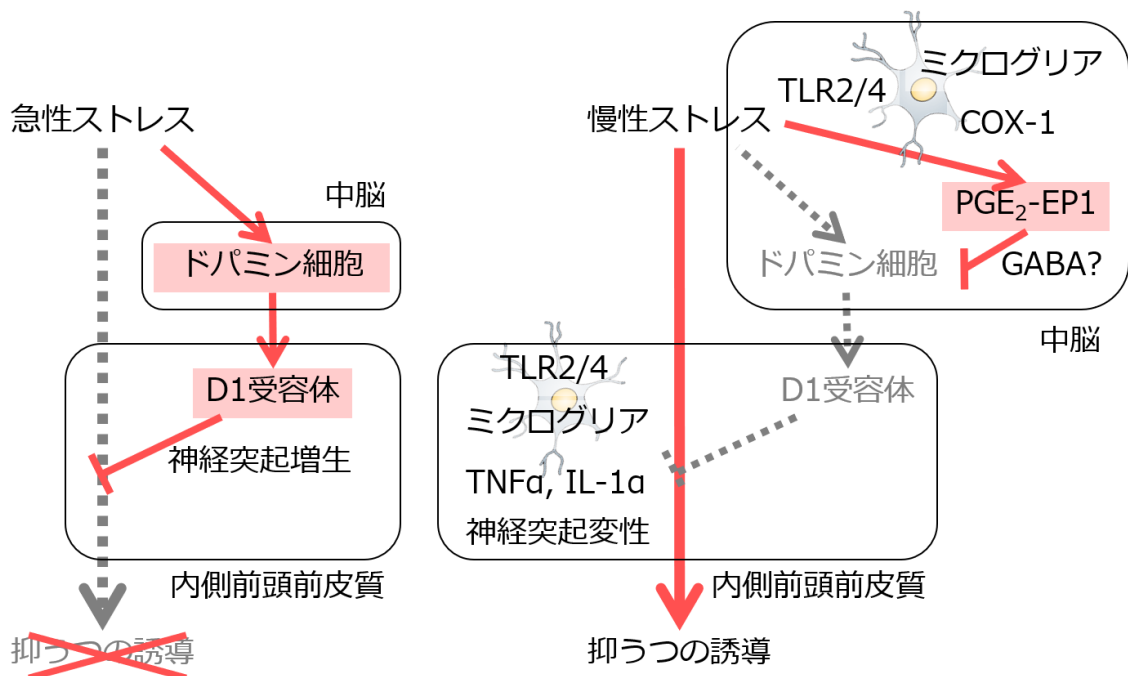 急性ストレス
中脳
ドパミン細胞
D1受容体
神経突起増生
内側前頭前皮質
抑うつの誘導
慢性ストレス
ミクログリア
TLR2/4
COX-1
PGE₂-EP1
ドパミン細胞
GABA?
中脳
D1受容体
TLR2/4
ミクログリア
TNFα, IL-1α
神経突起変性
内側前頭前皮質
抑うつの誘導